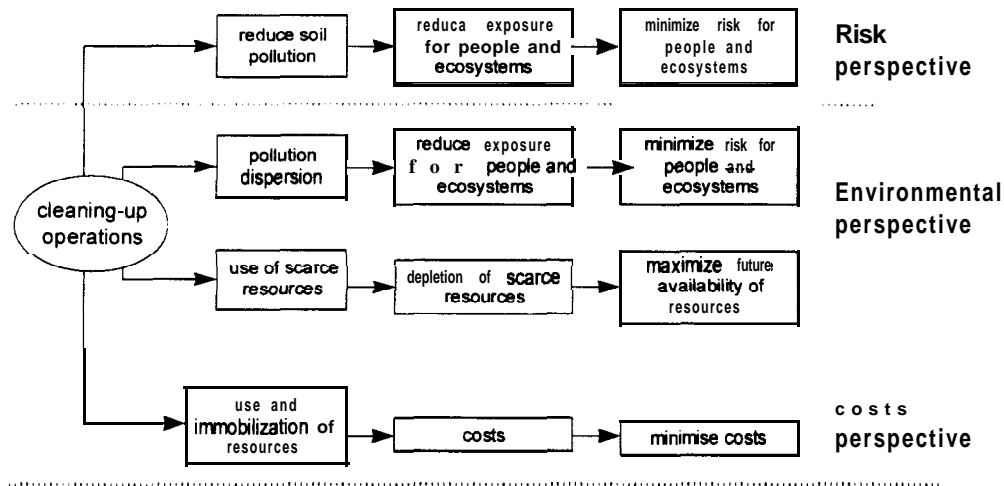 reduce soil
pollution
reduca exposure
for people and
ecosystems
minimize risk for
people and
ecosystems
Risk
perspective
pollution
dispersion
reduce exposure
for people and
ecosystems
minimize risk for
people and
ecosystems
Environmental
perspective
cleaning-up
operations
use of scarce
resources
depletion of scarce
resources
maximize future
availability of
resources
use and
immobilization of
resources
costs
minimise costs
costs
perspective